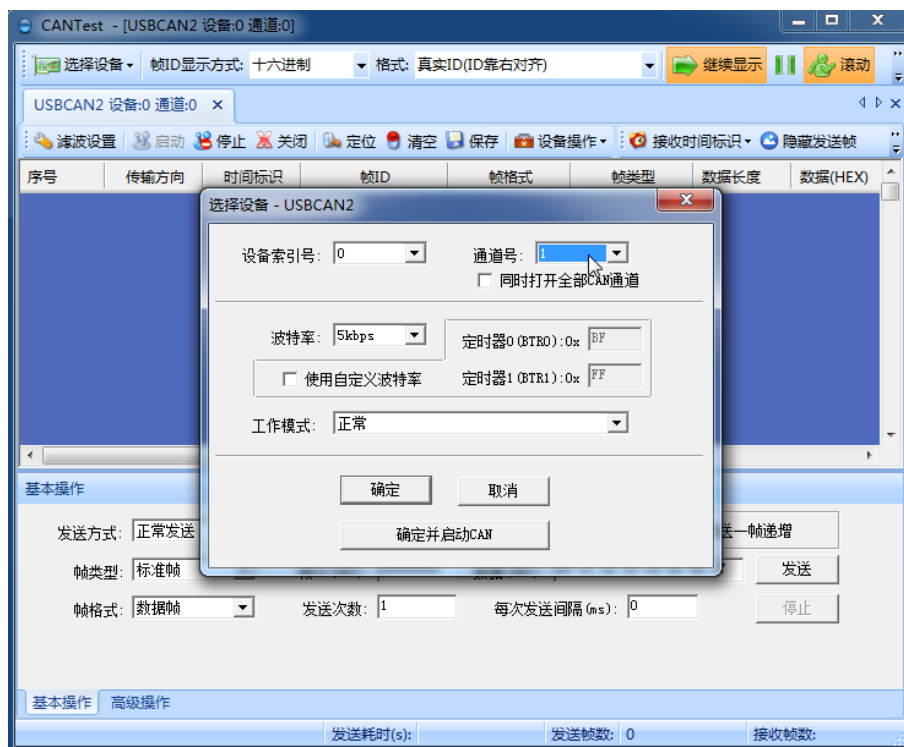 CANTest - [USBCAN2 设备:0 通道:0]
选择设备 帧ID显示方式: 十六进制 格式: 真实ID(ID靠右对齐) 继续显示 滚动
USBCAN2 设备:0 通道:0
滤波设置 启动 停止 关闭 定位 清空 保存 设备操作 接收时间标识 隐藏发送帧
序号 传输方向 时间标识 帧ID 帧格式 帧类型 数据长度 数据(HEX)
选择设备 - USBCAN2
设备索引号: 0 通道号: 1
同时打开全部CAN通道
波特率: 5kbps 定时器0(BTR0):0x BF
使用自定义波特率 定时器1(BTR1):0x FF
工作模式: 正常
确定 取消
确定并启动CAN
基本操作
发送方式: 正常发送 送一帧递增
帧类型: 标准帧 发送
帧格式: 数据帧 发送次数: 1 每次发送间隔(ms): 0 停止
基本操作 高级操作
发送耗时(s): 发送帧数: 0 接收帧数: